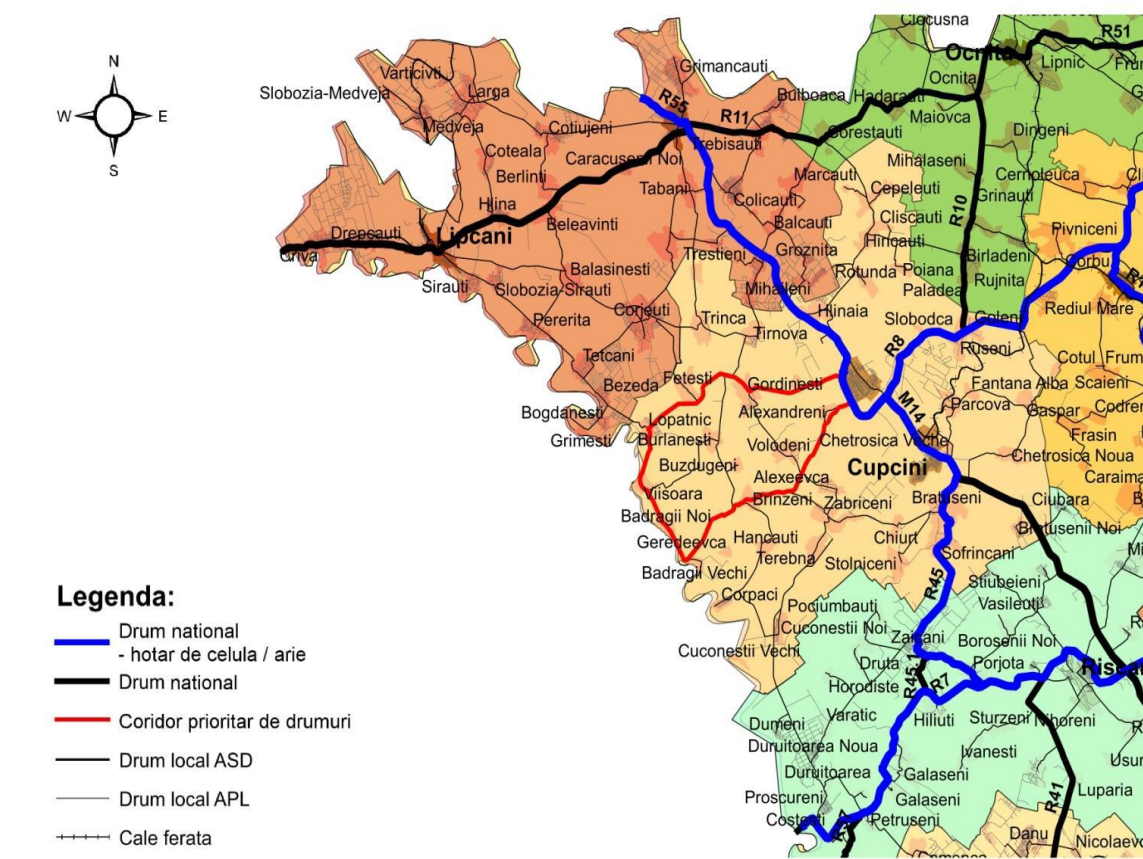 Clocusna
R51
N
Ocnita
Lipnic
Grimancauti
Varticivti
Ocnita
W
E
Slobozia-Medveja
Larga
R55
Bulboaca
Hadarauti
Maiovca
R11
S
Medveja
Cotiujeni
Corestauti
Dingeni
Trebisauti
Coteala
Caracusenii Noi
Mihalaseni
Berlinti
Marcauti
Cernoleuca
Tabani
Cepeleuti
Grinauti
Hlina
Colicauti
R10
Beleavinti
Balcauti
Cliscauti
Pivniceni
Drepcauti
Lipcani
Hincauti
Criva
Trestieni
Groznita
Birladeni
Corbu
Balasinesti
Rotunda
Poiana
Sirauti
Slobozia-Sirauti
Mihaileni
Paladea
Rujnita
Corjeuti
Hlinaia
Rediul Mare
Pererita
Trinca
Slobodca
Goleni
Tirnova
R8
Ruseni
Tetcani
Cotul
Bezeda
Fetesti
Gordinesti
Fantana Alba
Scaieni
Bogdanesti
Lopatnic
Alexandreni
M14
Parcova
Gaspar
Grimesti
Burlanesti
Volodeni
Chetrosica Veche
Frasin
Buzdugeni
Cupcini
Chetrosica Noua
Alexeevca
Viisoara
Brinzeni
Zabriceni
Bratuseni
Ciubara
Badragii Noi
Bratusenii Noi
Geredeevca
Hancauti
Chiurt
Terebna
Sofrincani
Badragii Vechi
Stolniceni
Stiubeieni
Legenda:
Corpaci
R45
Vasileuti
Pociumbauti
Drum national
Cuconestii Noi
Zaicani
Borosenii Noi
- hotar de celula / arie
Cuconestii Vechi
Druta
Porjota
Drum national
R45.1
R7
Horodiste
Coridor prioritar de drumuri
Dumeni
Varatic
Hiliuti
Sturzeni
Nihoreni
Duruitoarea Noua
Ivanesti
Drum local ASD
Duruitoarea
Galaseni
Luparia
Drum local APL
Proscureni
Galaseni
R41
Costesti
Petruseni
Cale ferata
Danu